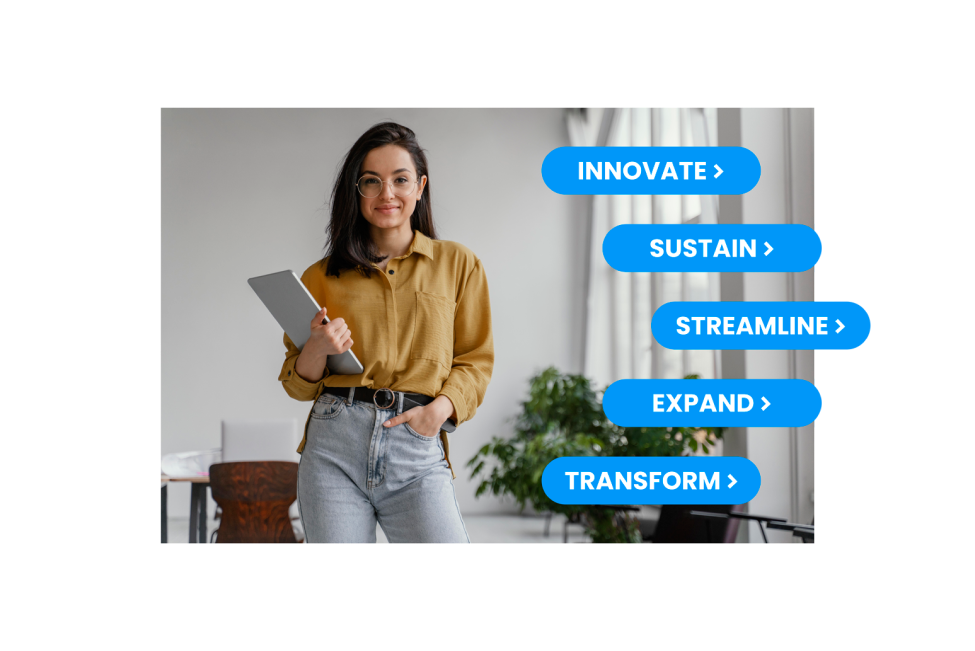 INNOVATE >
SUSTAIN >
STREAMLINE >
EXPAND >
TRANSFORM >